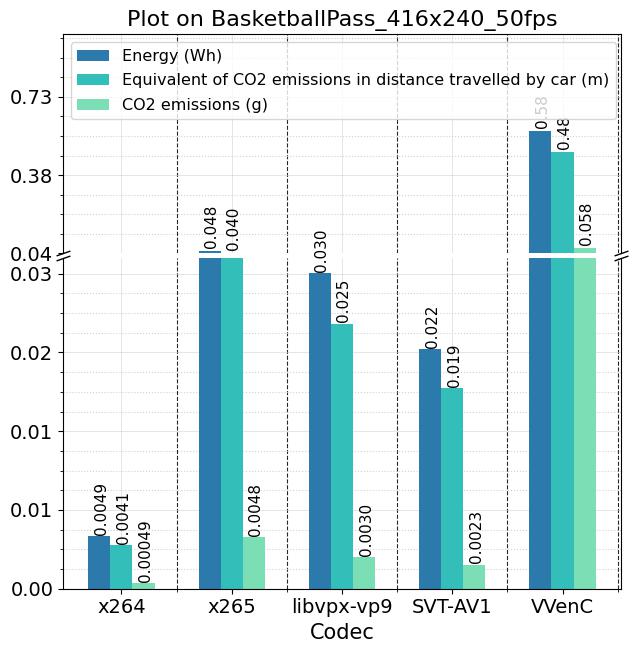 Plot on BasketballPass_416x240_50fps
Energy (Wh)
Equivalent of CO2 emissions in distance travelled by car (m)
CO2 emissions (g)
0.73
0.38
0.04
0.03
0.02
0.01
0.01
0.00
0.0049
0.0041
0.00049
0.048
0.040
0.0048
0.030
0.025
0.0030
0.022
0.019
0.0023
0.58
0.48
0.058
x264
x265
libvpx-vp9
SVT-AV1
VVenC
Codec